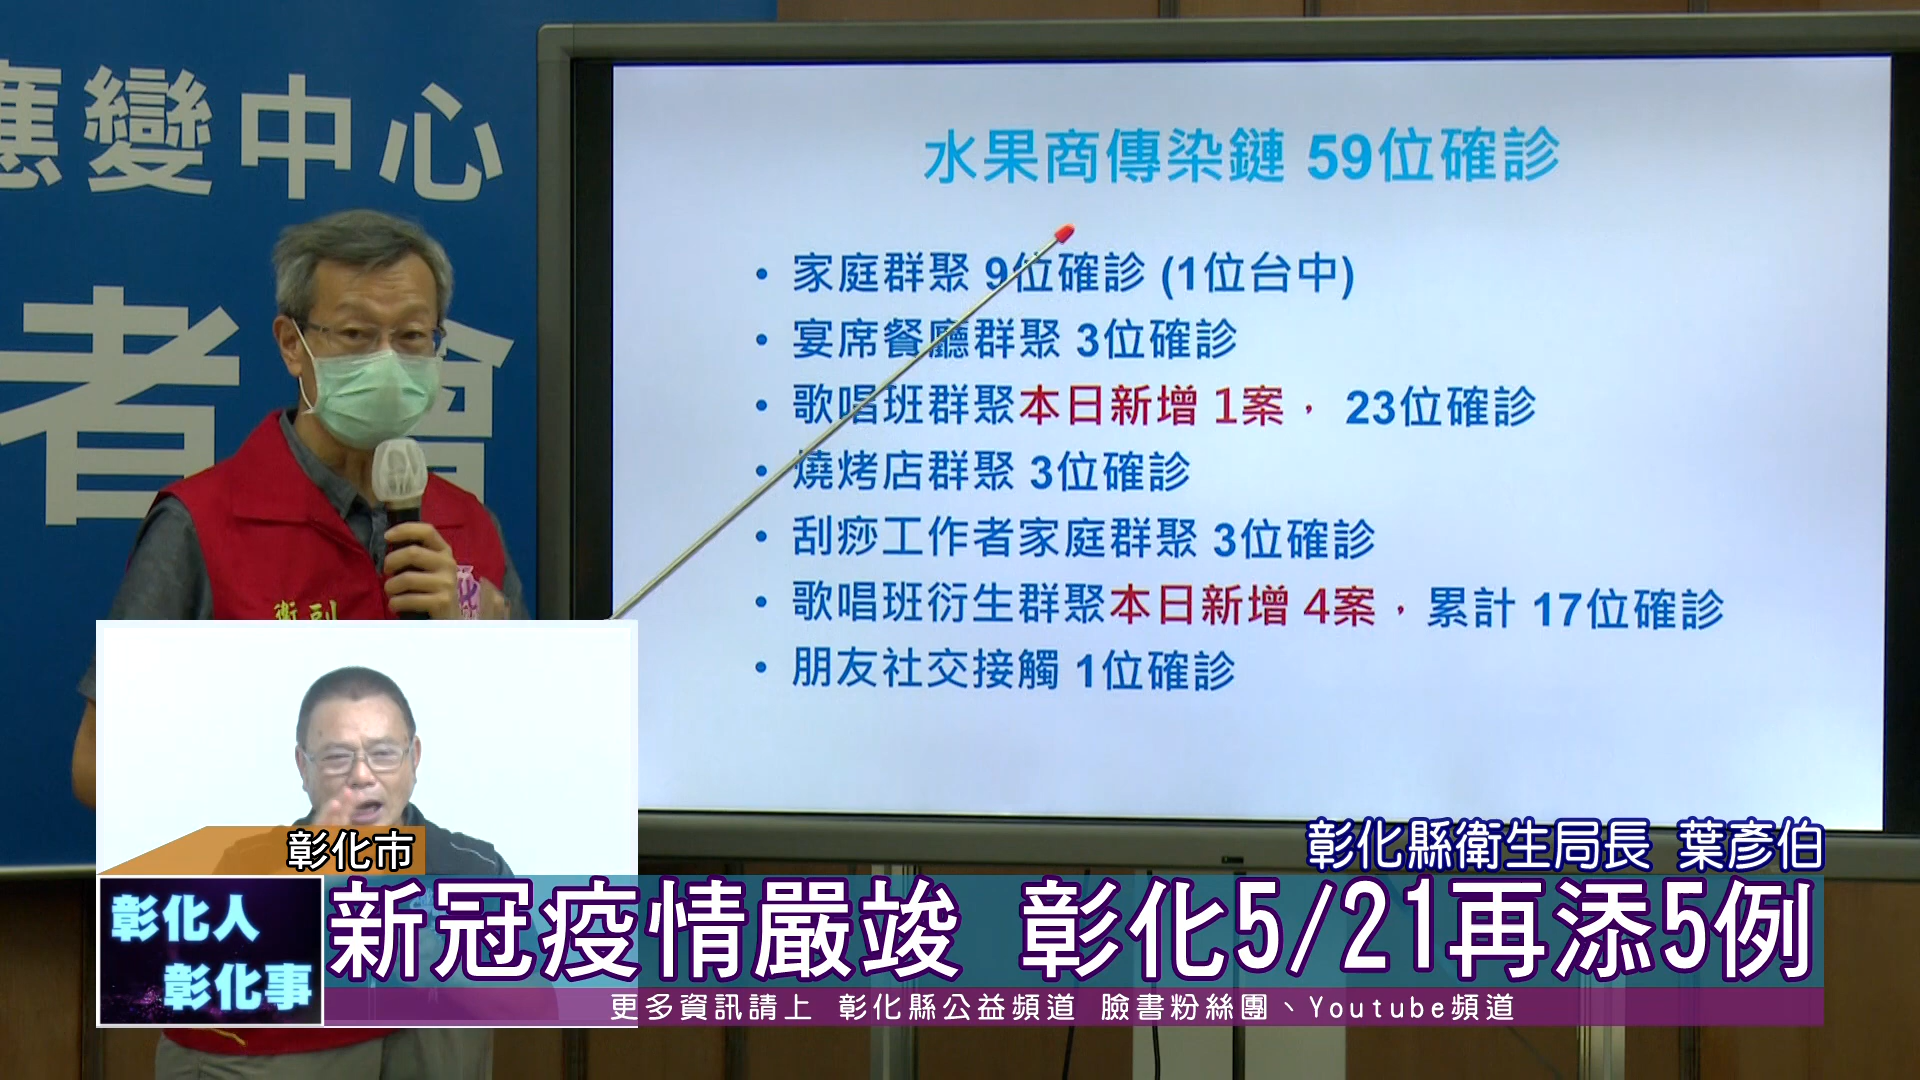 應變中心
者會
水果商傳染鏈 59位確診
• 家庭群聚 9位確診 (1位台中)
• 宴席餐廳群聚 3位確診
• 歌唱班群聚本日新增 1案， 23位確診
• 燒烤店群聚 3位確診
• 刮痧工作者家庭群聚 3位確診
• 歌唱班衍生群聚本日新增 4案，累計 17位確診
• 朋友社交接觸 1位確診
衛副
彰化市
彰化縣衛生局長 葉彥伯
彰化人
彰化事
新冠疫情嚴竣 彰化5/21再添5例
更多資訊請上 彰化縣公益頻道 臉書粉絲團、Youtube頻道